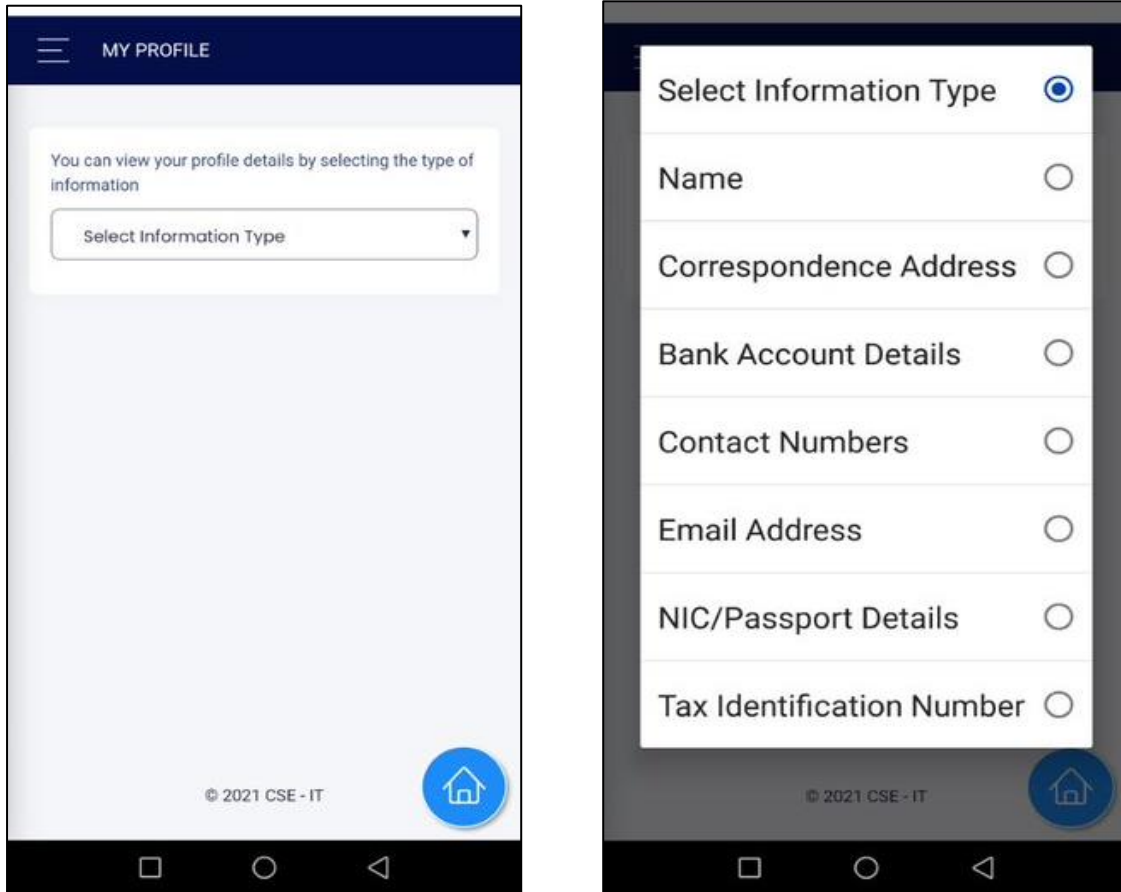 MY PROFILE
You can view your profile details by selecting the type of
information
Select Information Type
© 2021 CSE - IT
Select Information Type
Name
Correspondence Address
Bank Account Details
Contact Numbers
Email Address
NIC/Passport Details
Tax Identification Number
© 2021 CSE - IT